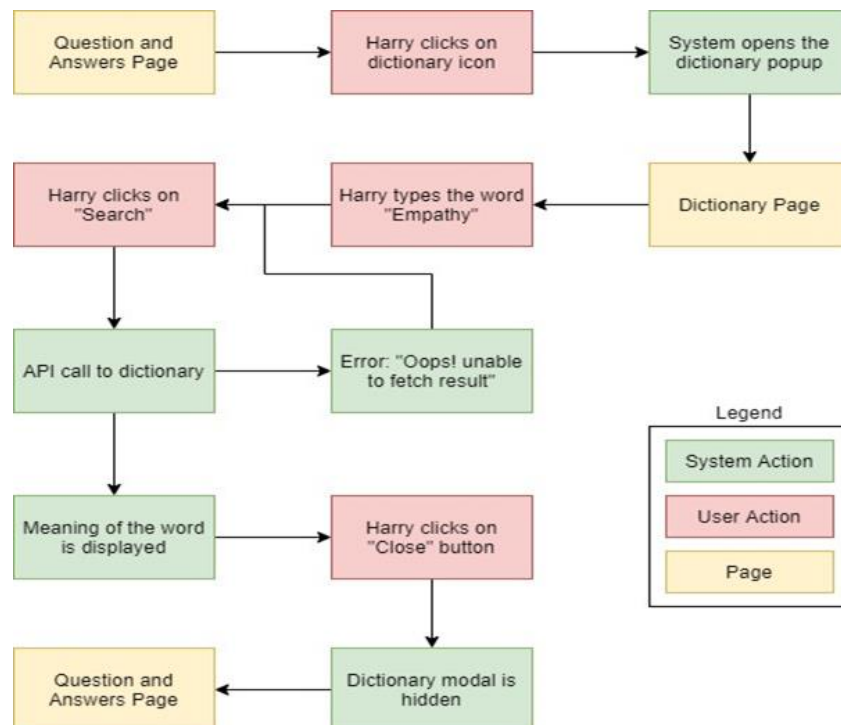 Question and
Answers Page
Harry clicks on
dictionary icon
System opens the
dictionary popup
Harry clicks on
"Search"
Harry types the word
"Empathy"
Dictionary Page
API call to dictionary
Error: "Oops! unable
to fetch result"
Legend
System Action
User Action
Page
Meaning of the word
is displayed
Harry clicks on
"Close" button
Question and
Answers Page
Dictionary modal is
hidden